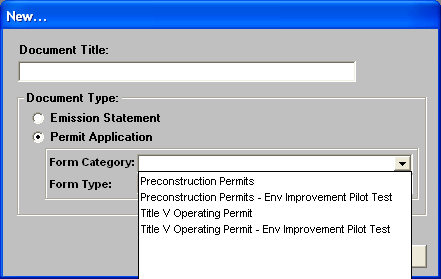 New...
Document Title:
Document Type:
Emission Statement
Permit Application
Form Category:
Form Type:
Preconstruction Permits
Preconstruction Permits - Env Improvement Pilot Test
Title V Operating Permit
Title V Operating Permit - Env Improvement Pilot Test